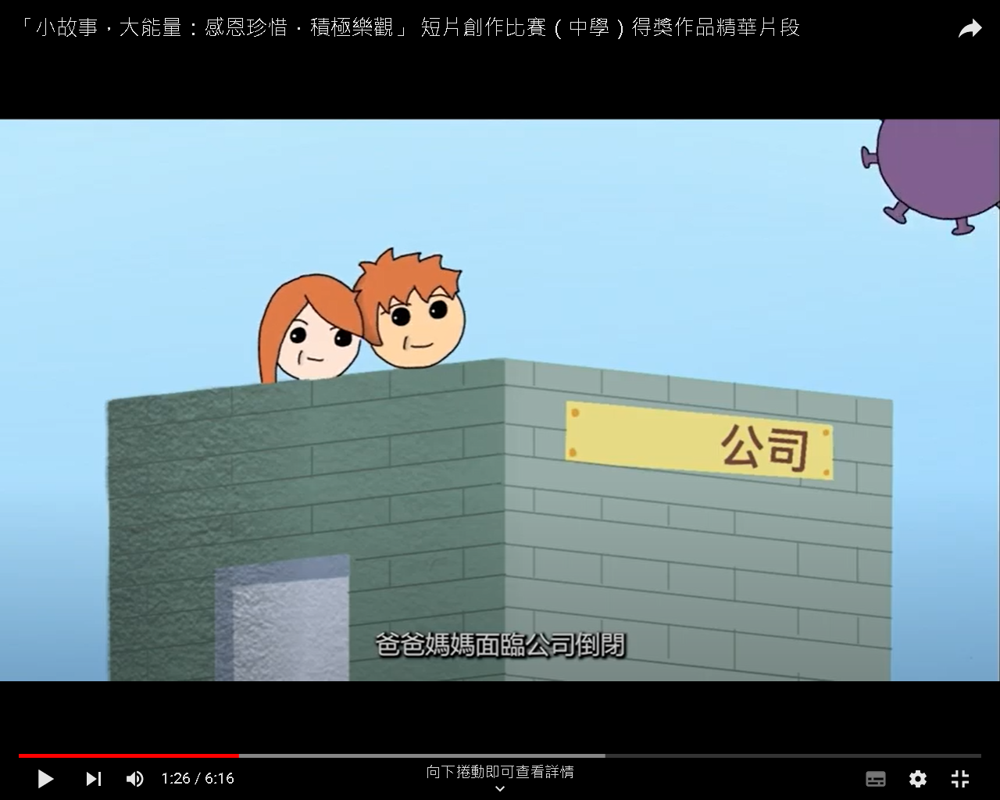 「小故事，大能量：感恩珍惜．積極樂觀」 短片創作比賽（中學）得獎作品精華片段
公司
爸爸媽媽面臨公司倒閉
1:26 / 6:16
向下捲動即可查看詳情